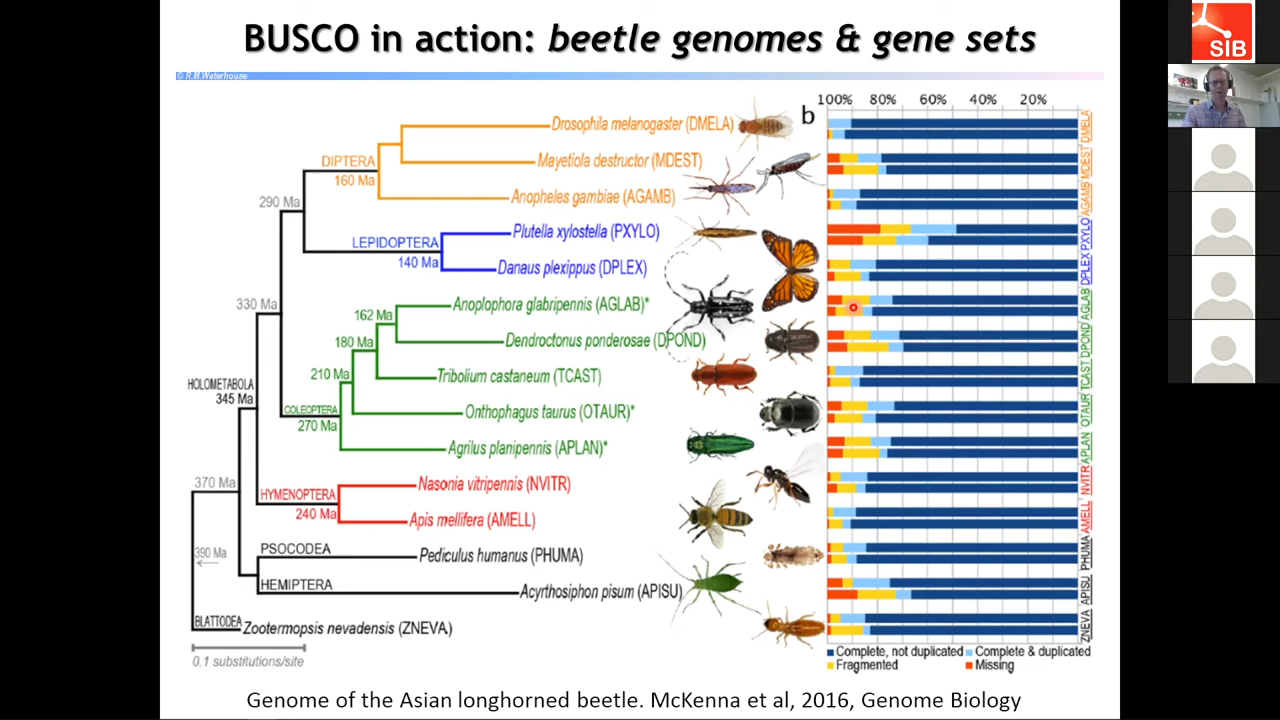 BUSCO in action: beetle genomes & gene sets
© R.M.Waterhouse
SIB
b
100% 80% 60% 40% 20%
Drosophila melanogaster (DMELA)
DIPTERA
160 Ma
Mayetiola destructor (MDEST)
Anopheles gambiae (AGAMB)
290 Ma
Plutella xylostella (PXYLO)
LEPIDOPTERA
140 Ma
Danaus plexippus (DPLEX)
330 Ma
Anoplophora glabripennis (AGLAB)*
162 Ma
Dendroctonus ponderosae (DPOND)
180 Ma
Tribolium castaneum (TCAST)
210 Ma
HOLOMETABOLA
345 Ma
COLEOPTERA
270 Ma
Onthophagus taurus (OTAUR)*
Agrilus planipennis (APLAN)*
370 Ma
Nasonia vitripennis (NVITR)
HYMENOPTERA
240 Ma
Apis mellifera (AMELL)
390 Ma
PSOCODEA
Pediculus humanus (PHUMA)
HEMIPTERA
Acyrthosiphon pisum (APISU)
BLATTODEA
Zootermopsis nevadensis (ZNEVA)
0.1 substitutions/site
DMELA
MDEST
AGAMB
PXYLO
DPLEX
AGLAB
DPOND
TCAST
OTAUR
APLAN
NVITR
AMELL
PHUMA
APISU
ZNEVA
Complete, not duplicated Complete & duplicated
Fragmented Missing
Genome of the Asian longhorned beetle. McKenna et al, 2016, Genome Biology